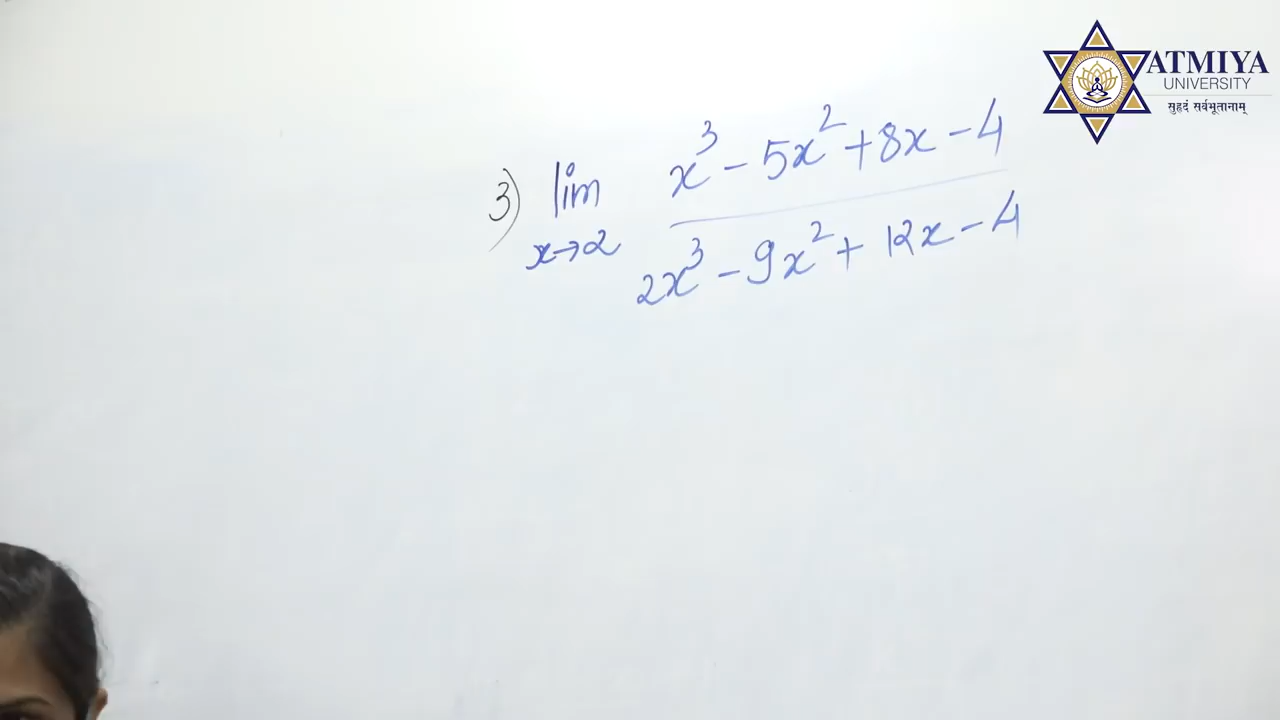 ATMIYA
UNIVERSITY
सुहृदं सर्वभूतानाम्
3) lim x→2 x³ - 5x² + 8x - 4
2x³ - 9x² + 12x - 4